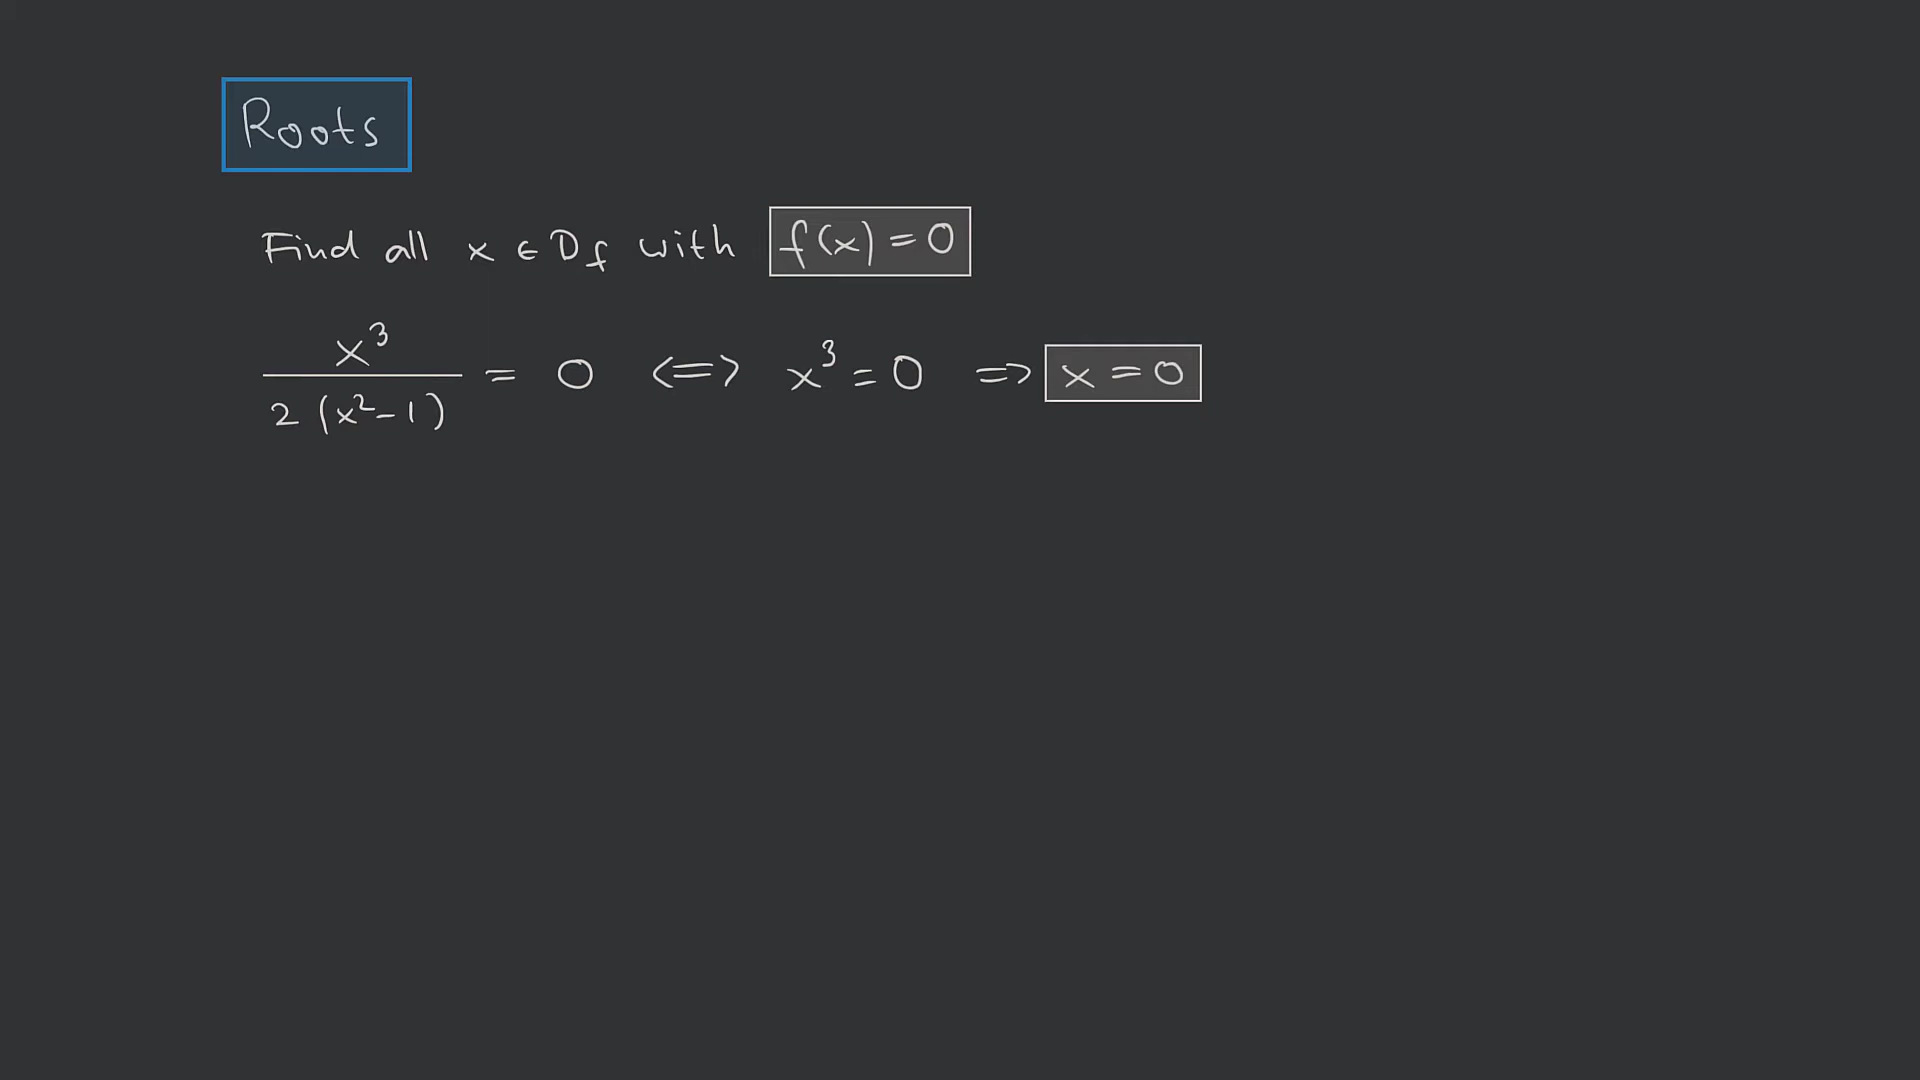 Roots
Find all x ∈ D_f with f(x) = 0
x³ / 2 (x² - 1) = 0 <=> x³ = 0 => x = 0